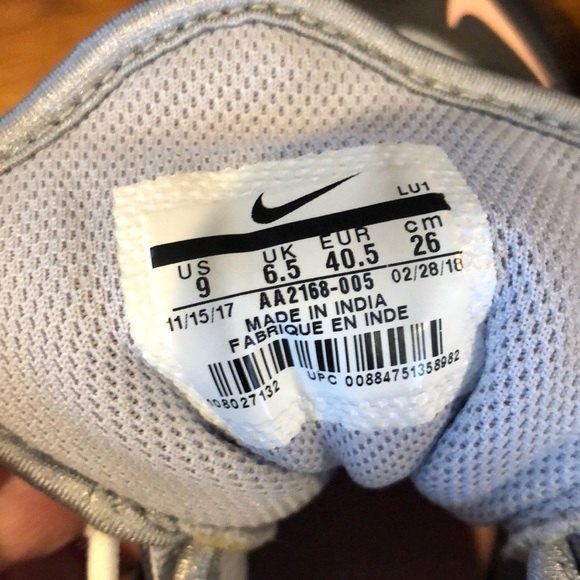 LU1
US UK EUR cm
9 6.5 40.5 26
11/15/17 AA2168-005 02/28/18
MADE IN INDIA
FABRIQUE EN INDE
UPC 00884751358982